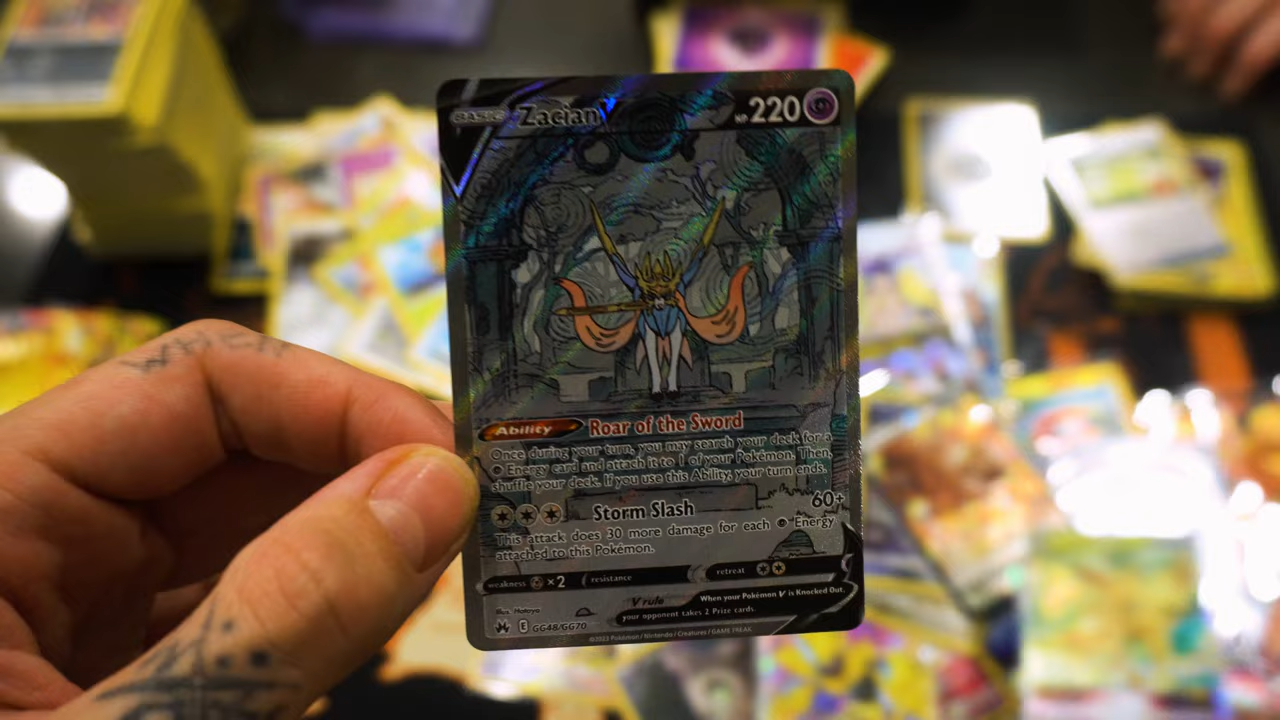 BASIC Zacian V HP 220
Ability Roar of the Sword
Once during your turn, you may search your deck for a
Energy card and attach it to 1 of your Pokémon. Then,
shuffle your deck. If you use this Ability, your turn ends.
Storm Slash 60+
This attack does 30 more damage for each Energy
attached to this Pokémon.
weakness ×2 resistance retreat
V rule When your Pokémon V is Knocked Out,
your opponent takes 2 Prize cards.
Illus. Nataya
E GG48/GG70
©2023 Pokémon / Nintendo / Creatures / GAME FREAK